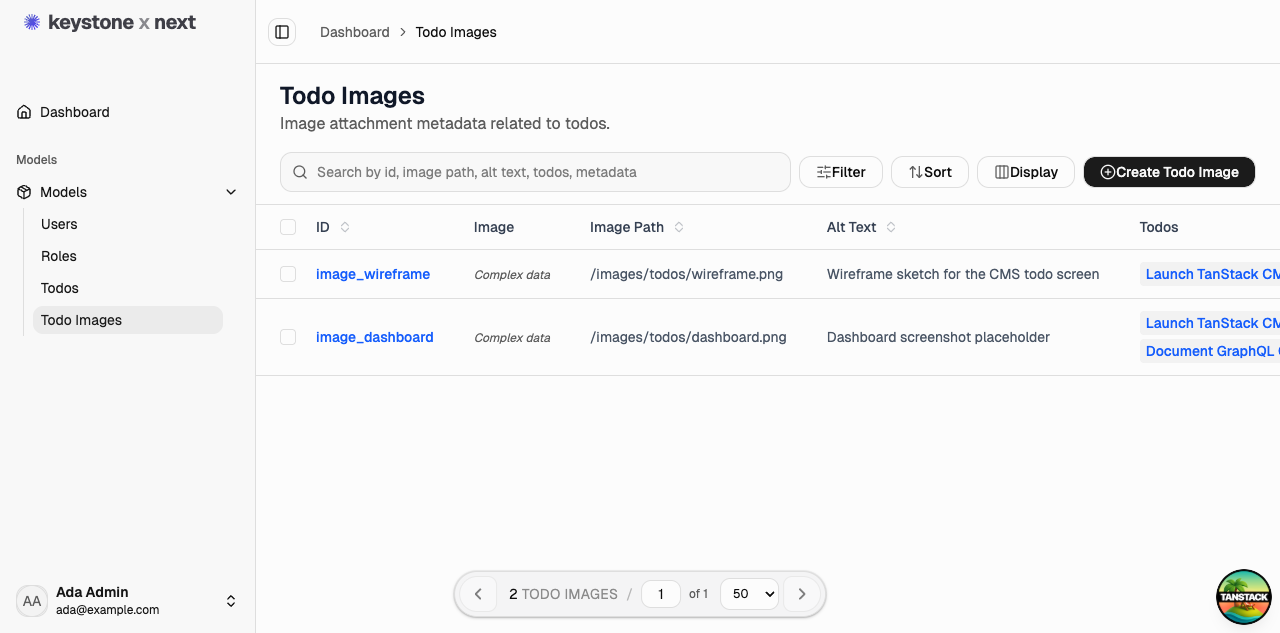 keystone x next
Dashboard
Models
Models
Users
Roles
Todos
Todo Images
AA
Ada Admin
ada@example.com
Dashboard > Todo Images
Todo Images
Image attachment metadata related to todos.
Search by id, image path, alt text, todos, metadata
Filter
Sort
Display
Create Todo Image
ID Image Image Path Alt Text Todos
image_wireframe Complex data /images/todos/wireframe.png Wireframe sketch for the CMS todo screen Launch TanStack CM
image_dashboard Complex data /images/todos/dashboard.png Dashboard screenshot placeholder Launch TanStack CM
Document GraphQL
2 TODO IMAGES / 1 of 1 50
TANSTACK